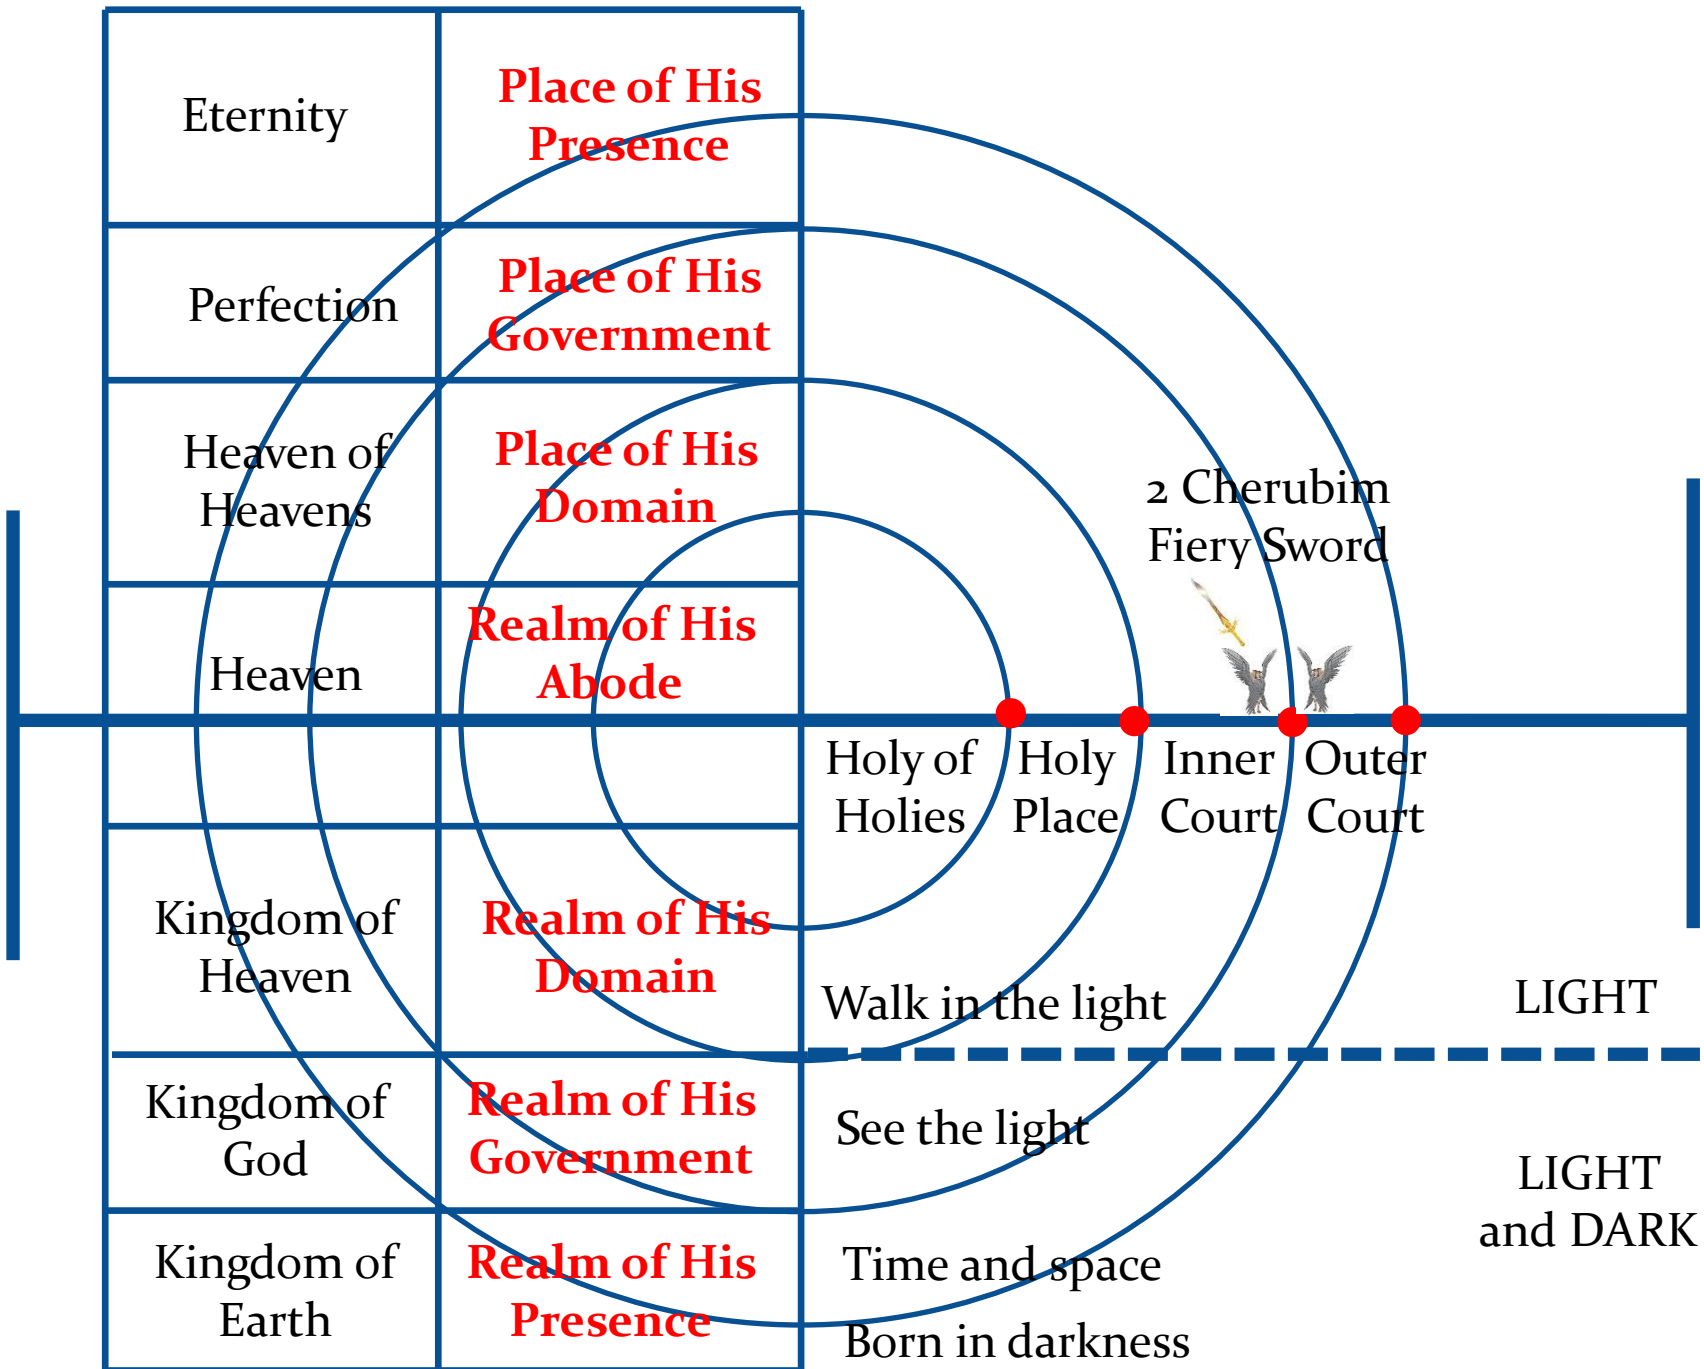 Eternity
Place of His
Presence
Perfection
Place of His
Government
Heaven of
Heavens
Place of His
Domain
2 Cherubim
Fiery Sword
Heaven
Realm of His
Abode
Holy of
Holies
Holy
Place
Inner
Court
Outer
Court
Kingdom of
Heaven
Realm of His
Domain
Walk in the light
LIGHT
Kingdom of
God
Realm of His
Government
See the light
LIGHT
and DARK
Kingdom of
Earth
Realm of His
Presence
Time and space
Born in darkness